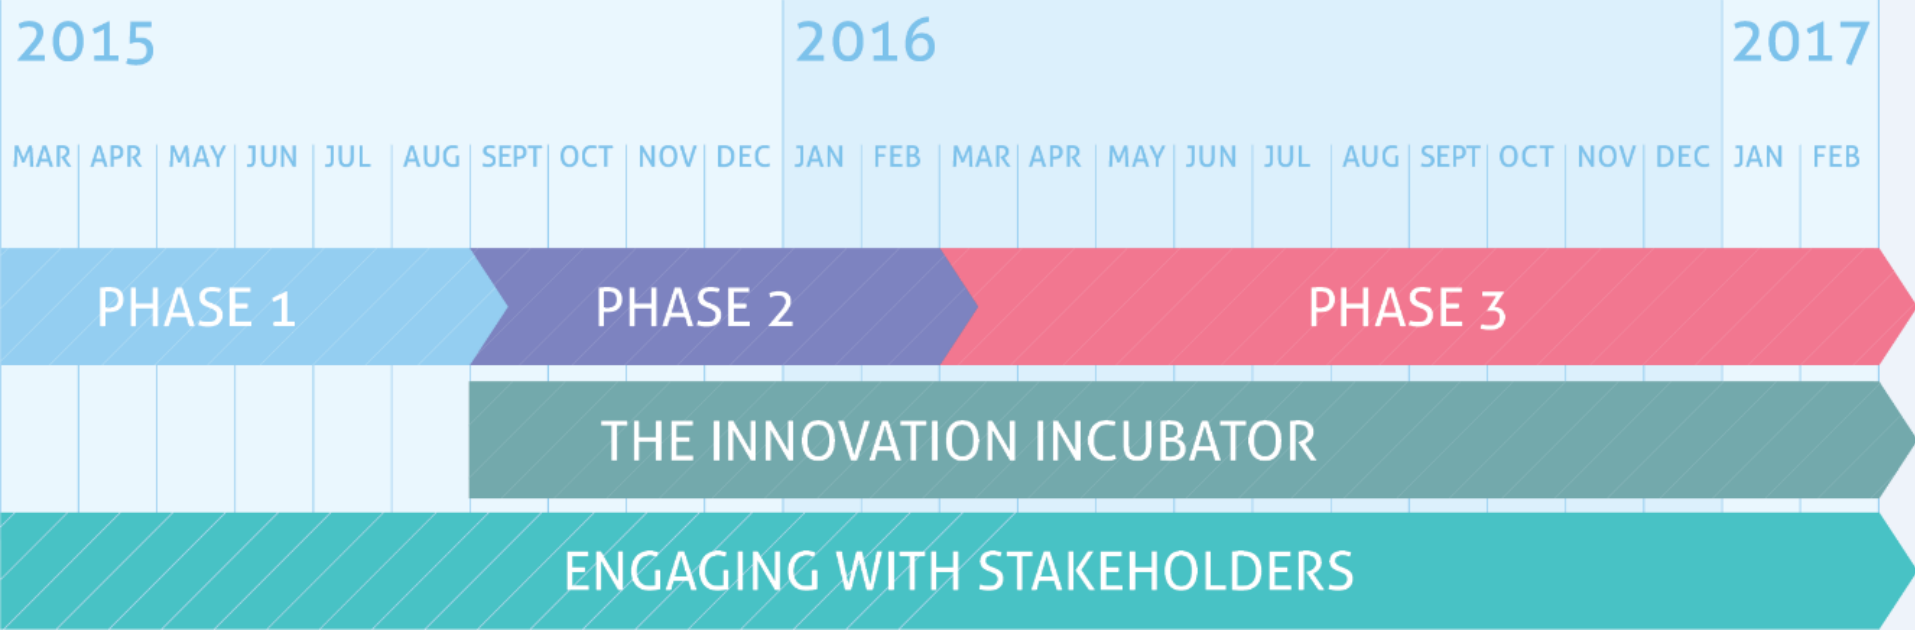 2015 2016 2017
MAR APR MAY JUN JUL AUG SEPT OCT NOV DEC JAN FEB MAR APR MAY JUN JUL AUG SEPT OCT NOV DEC JAN FEB
PHASE 1 PHASE 2 PHASE 3
THE INNOVATION INCUBATOR
ENGAGING WITH STAKEHOLDERS